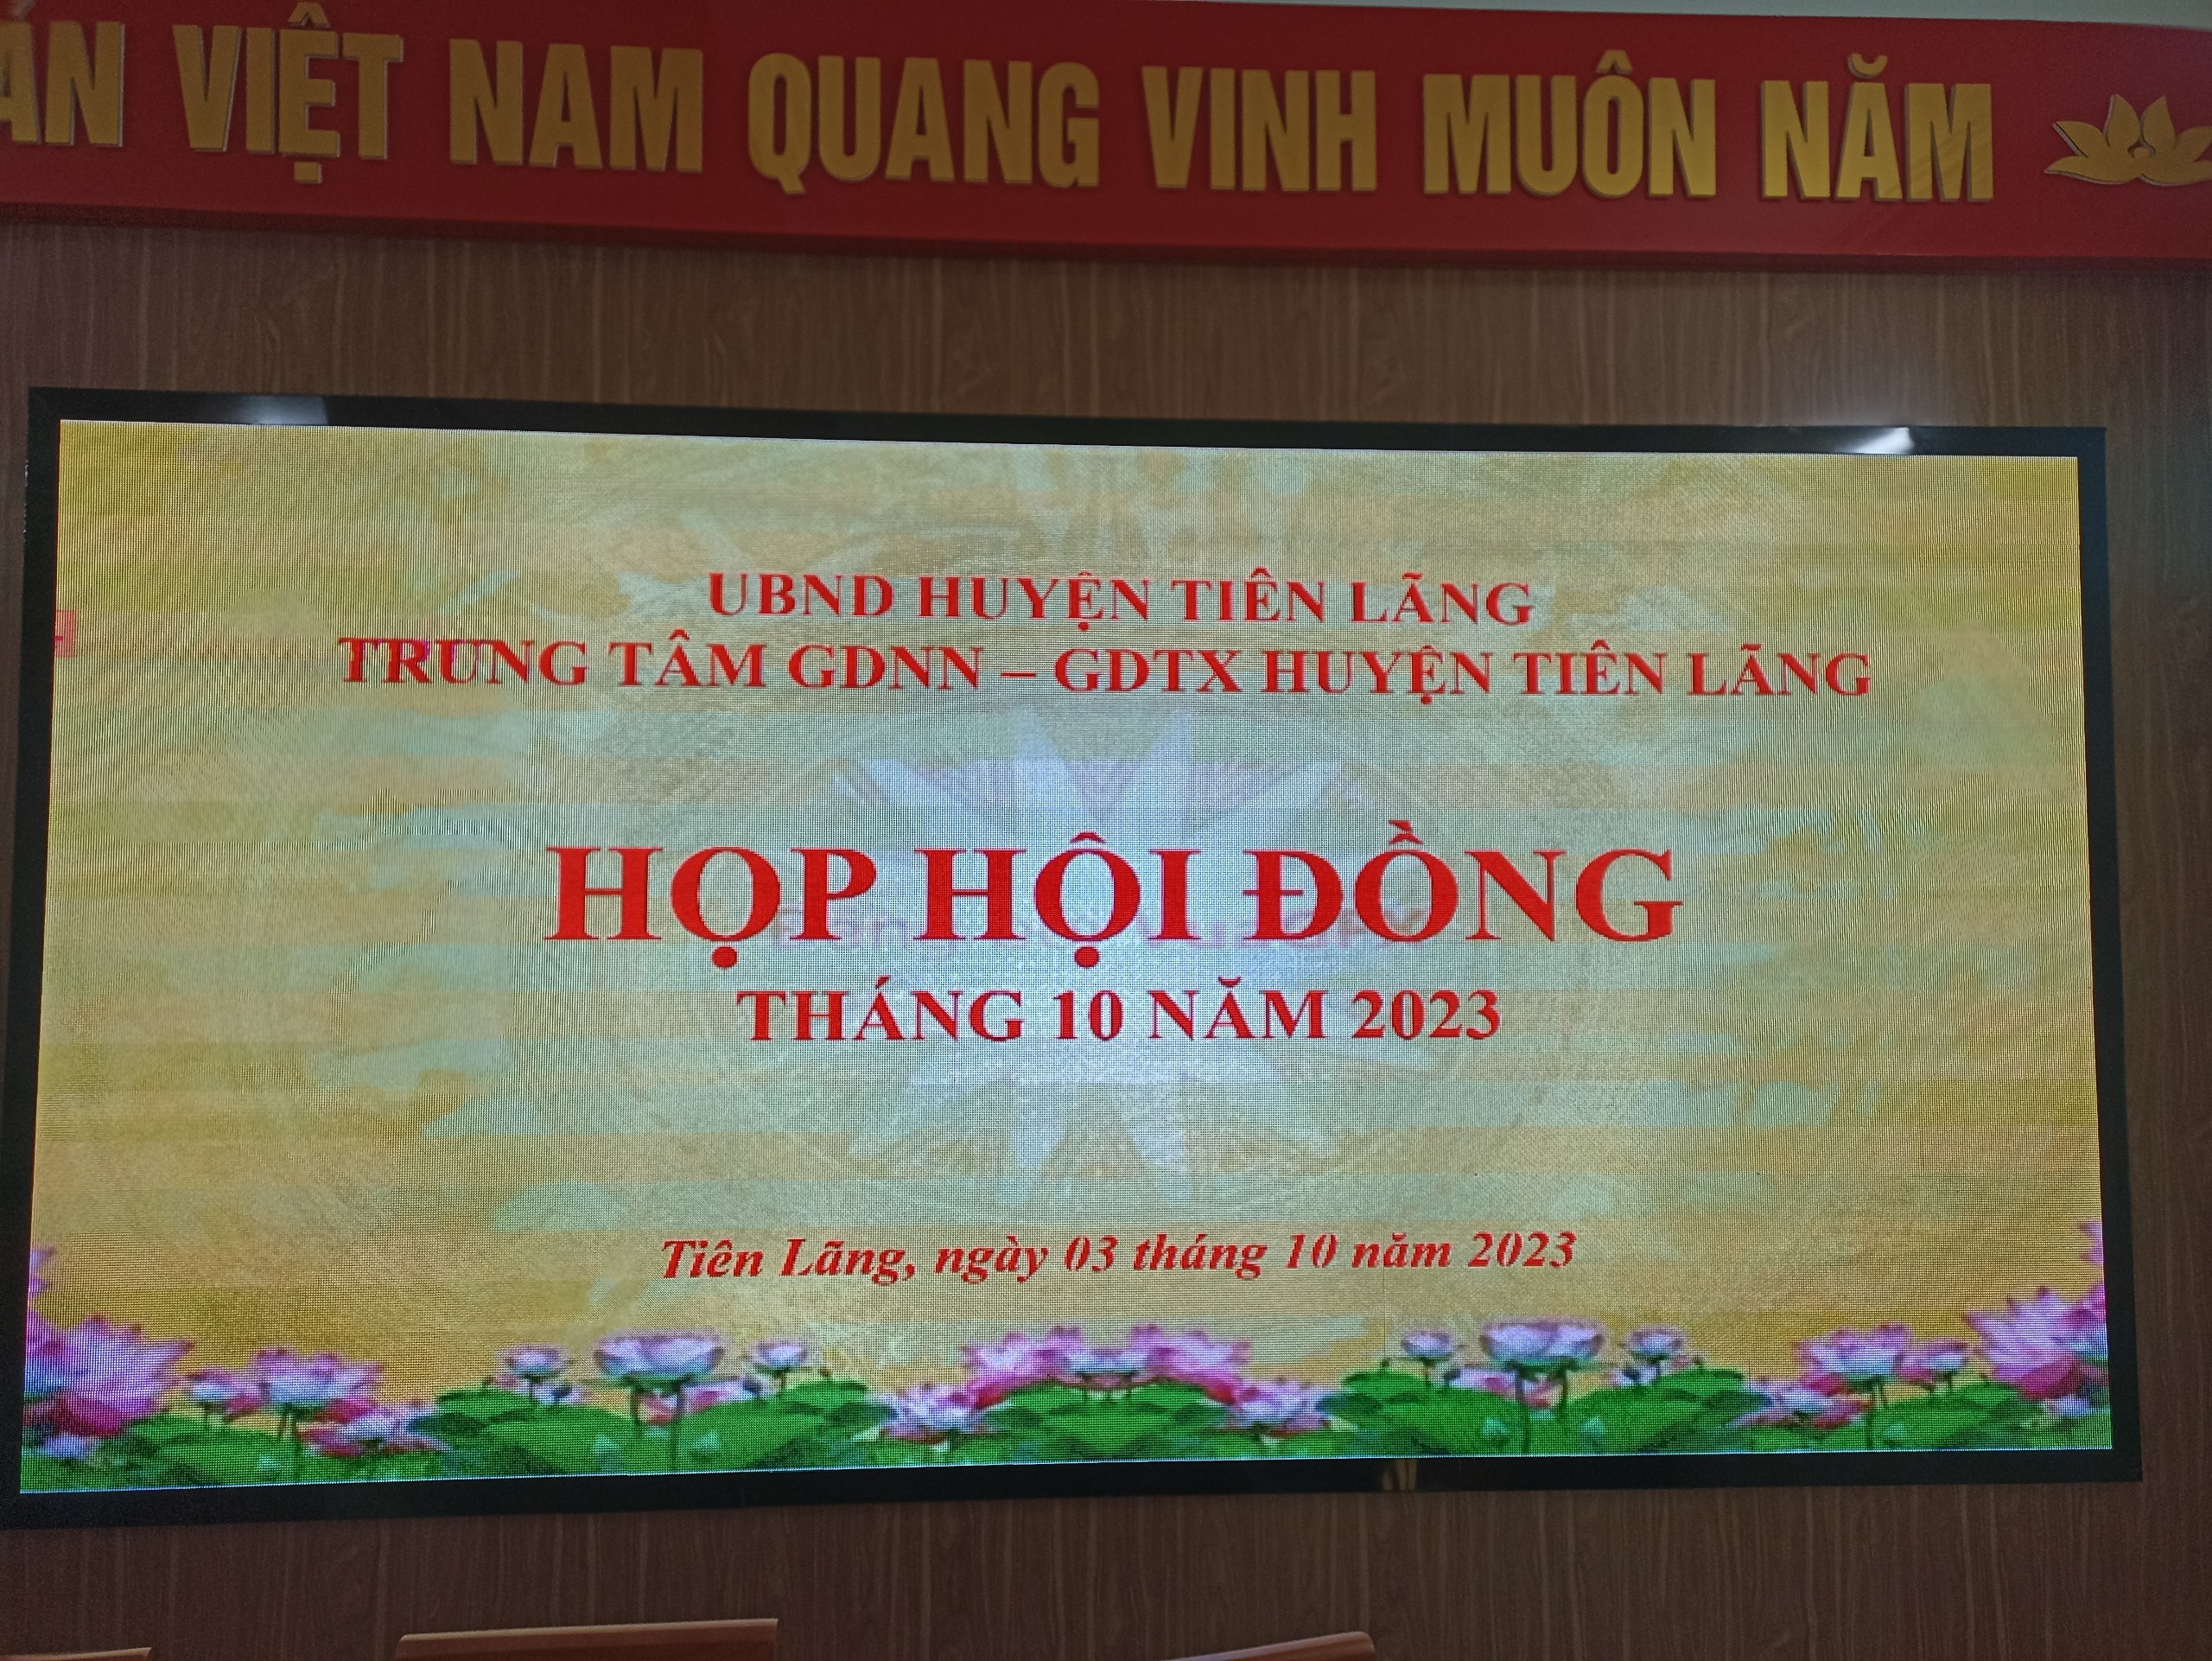 VIỆT NAM QUANG VINH MUÔN NĂM
UBND HUYỆN TIÊN LÃNG
TRUNG TÂM GDNN – GDTX HUYỆN TIÊN LÃNG
HỌP HỘI ĐỒNG
THÁNG 10 NĂM 2023
Tiên Lãng, ngày 03 tháng 10 năm 2023